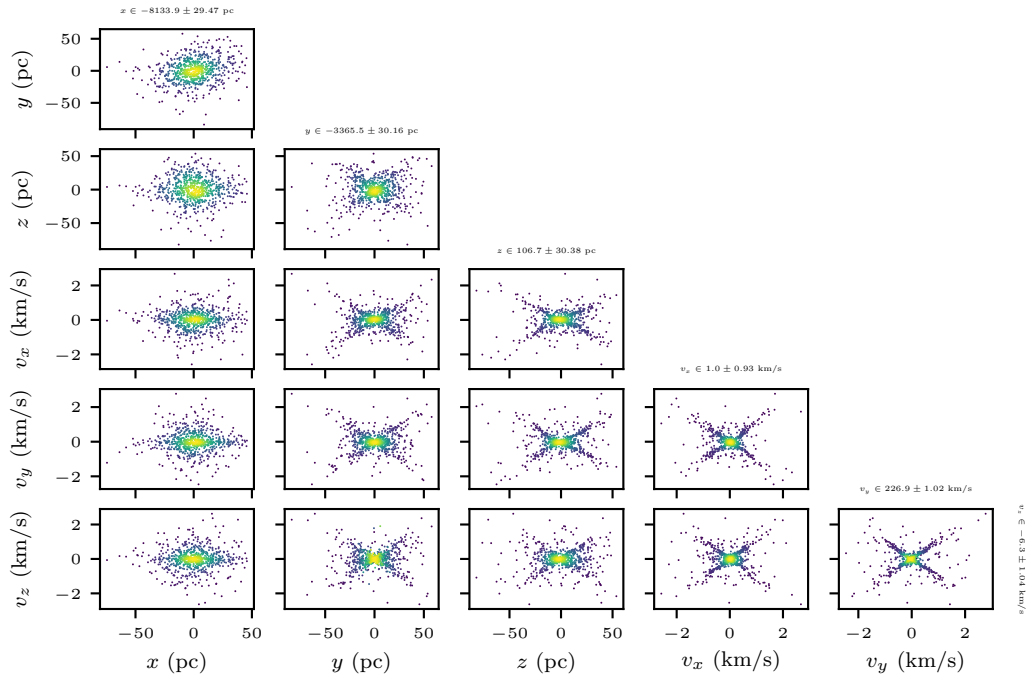 x ∈ −8133.9 ± 29.47 pc
50
0
−50
y (pc)
y ∈ −3365.5 ± 30.16 pc
50
0
−50
z (pc)
z ∈ 106.7 ± 30.38 pc
2
0
−2
v_x (km/s)
v_x ∈ 1.0 ± 0.93 km/s
2
0
−2
v_y (km/s)
v_y ∈ 226.9 ± 1.02 km/s
2
0
−2
v_z (km/s)
v_z ∈ −6.3 ± 1.04 km/s
−50 0 50 −50 0 50 −50 0 50 −2 0 2 −2 0 2
x (pc) y (pc) z (pc) v_x (km/s) v_y (km/s)